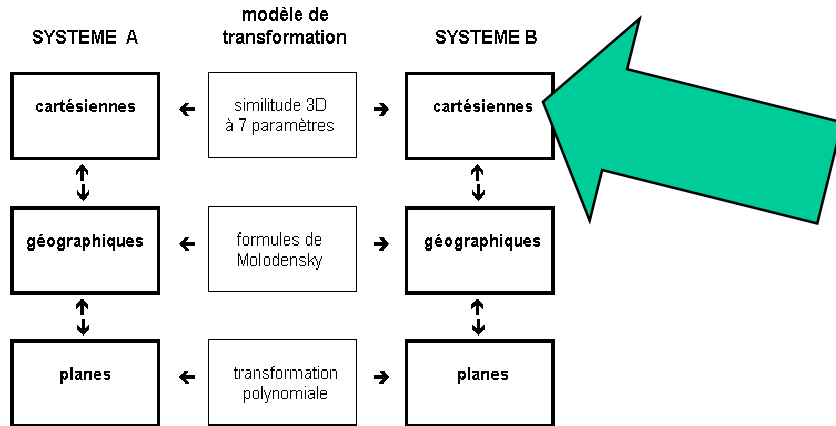 modèle de
transformation
SYSTEME A
SYSTEME B
cartésiennes
similitude 3D
à 7 paramètres
cartésiennes
géographiques
formules de
Molodensky
géographiques
planes
transformation
polynomiale
planes